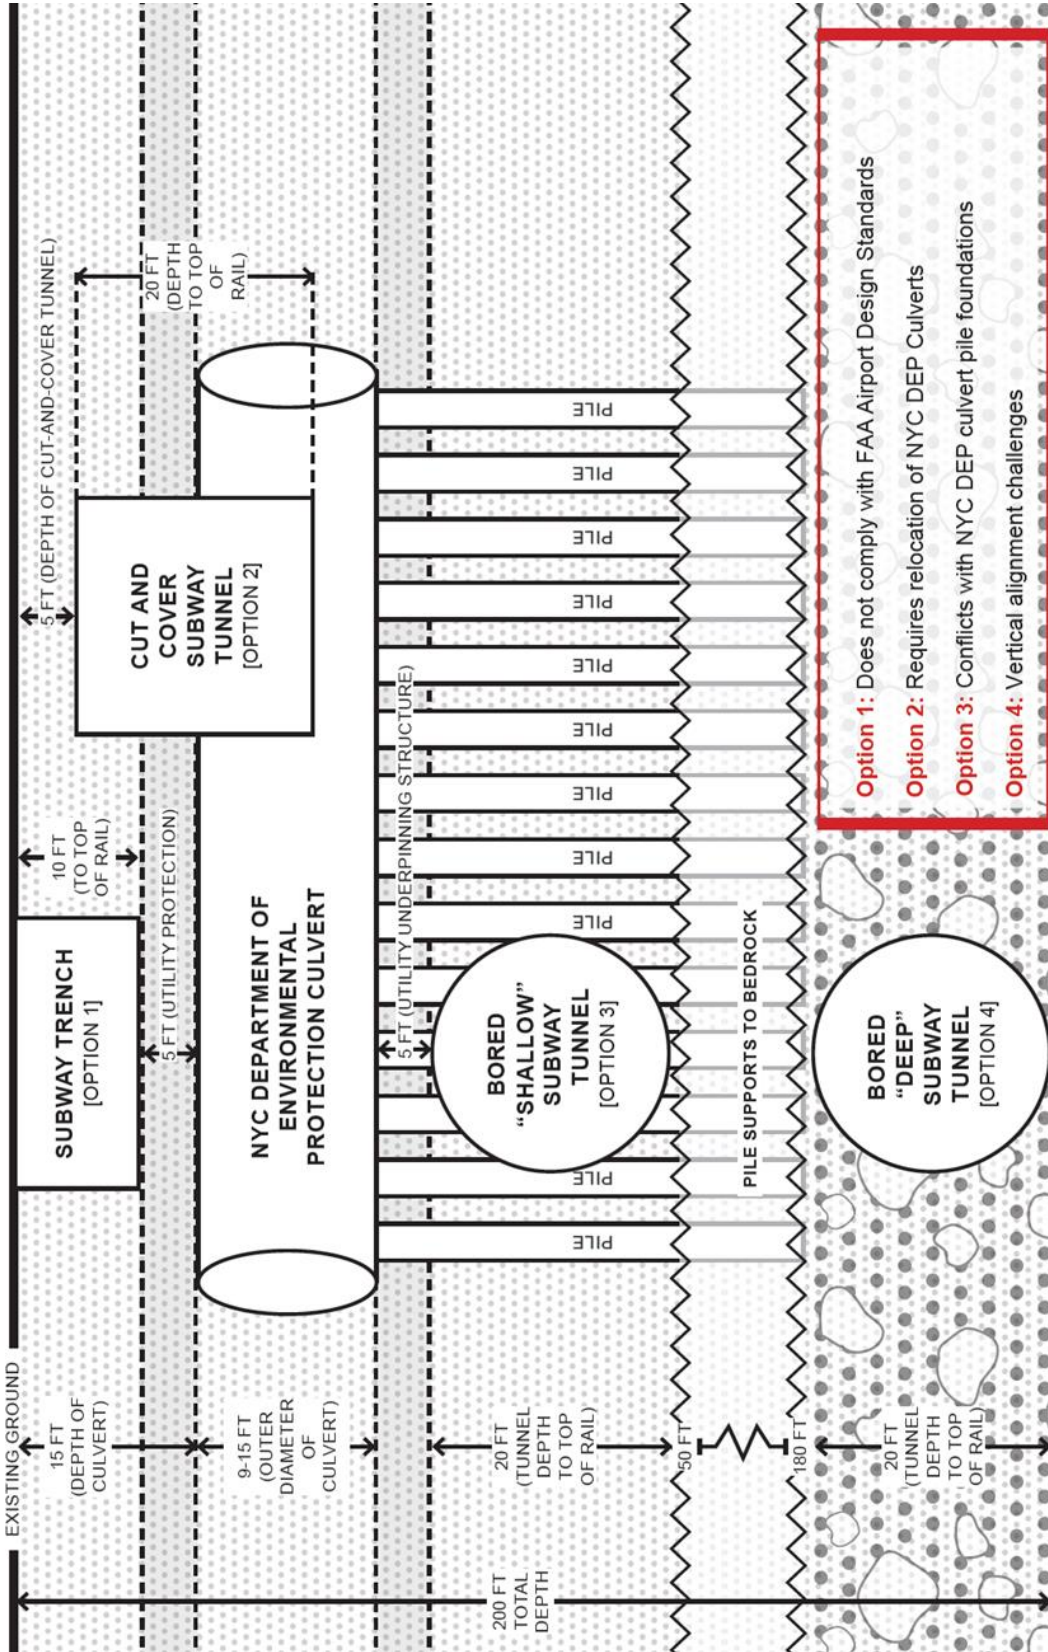 EXISTING GROUND
15 FT
(DEPTH OF
CULVERT)
9-15 FT
(OUTER
DIAMETER
OF
CULVERT)
20 FT
(TUNNEL
DEPTH
TO TOP
OF RAIL)
50 FT
180 FT
20 FT
(TUNNEL
DEPTH
TO TOP
OF RAIL)
200 FT
TOTAL
DEPTH
SUBWAY TRENCH
[OPTION 1]
10 FT
(TO TOP
OF RAIL)
5 FT (UTILITY PROTECTION)
5 FT (DEPTH OF CUT-AND-COVER TUNNEL)
CUT AND
COVER
SUBWAY
TUNNEL
[OPTION 2]
20 FT
(DEPTH
TO TOP
OF
RAIL)
NYC DEPARTMENT OF
ENVIRONMENTAL
PROTECTION CULVERT
5 FT (UTILITY UNDERPINNING STRUCTURE)
PILE
PILE
PILE
PILE
PILE
PILE
PILE
PILE
PILE
PILE
PILE
BORED
“SHALLOW”
SUBWAY
TUNNEL
[OPTION 3]
PILE SUPPORTS TO BEDROCK
BORED
“DEEP”
SUBWAY
TUNNEL
[OPTION 4]
Option 1: Does not comply with FAA Airport Design Standards
Option 2: Requires relocation of NYC DEP Culverts
Option 3: Conflicts with NYC DEP culvert pile foundations
Option 4: Vertical alignment challenges